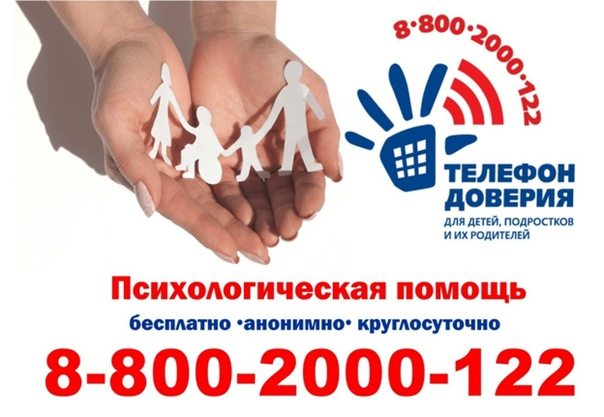 8·800·2000·122
ТЕЛЕФОН
ДОВЕРИЯ
ДЛЯ ДЕТЕЙ, ПОДРОСТКОВ
И ИХ РОДИТЕЛЕЙ
Психологическая помощь
бесплатно •анонимно• круглосуточно
8-800-2000-122